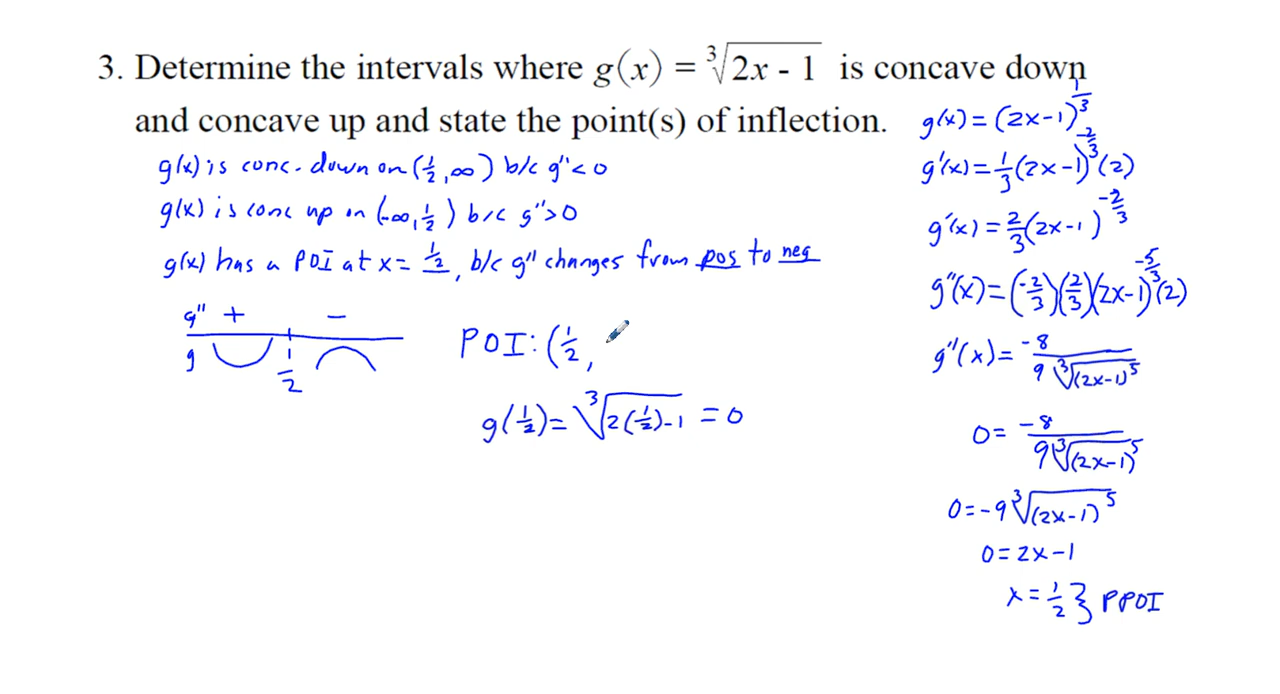 3. Determine the intervals where g(x) = ∛(2x - 1) is concave down
and concave up and state the point(s) of inflection.
g(x) is conc. down on (1/2, ∞) b/c g'' < 0
g(x) is conc up on (-∞, 1/2) b/c g'' > 0
g(x) has a POI at x = 1/2, b/c g'' changes from pos to neg
g'' + -
g 1/2
POI: (1/2,
g(1/2) = ∛(2(1/2)-1) = 0
g(x) = (2x-1)^(1/3)
g'(x) = 1/3(2x-1)^(-2/3)(2)
g'(x) = 2/3(2x-1)^(-2/3)
g''(x) = (-2/3)(2/3)(2x-1)^(-5/3)(2)
g''(x) = -8/(9∛(2x-1)^5)
0 = -8/(9∛(2x-1)^5)
0 = -9∛(2x-1)^5
0 = 2x-1
x = 1/2 } PPOI